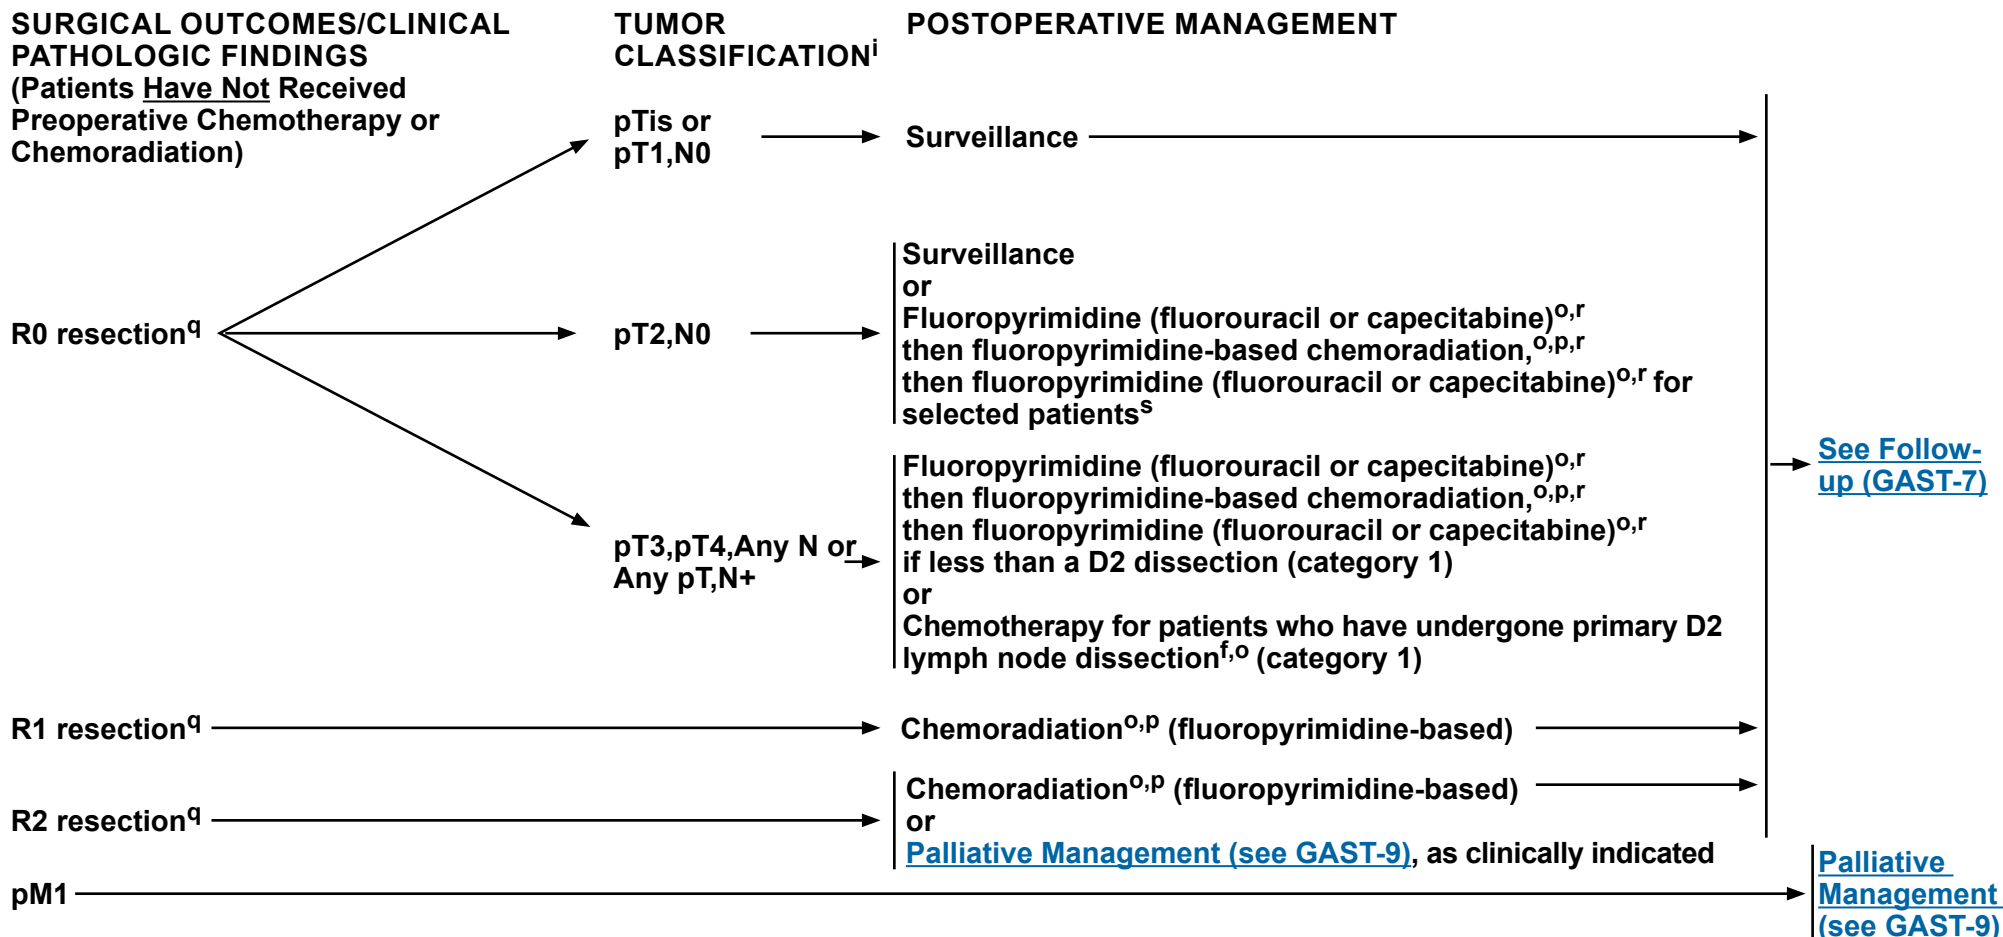 SURGICAL OUTCOMES/CLINICAL
PATHOLOGIC FINDINGS
(Patients Have Not Received
Preoperative Chemotherapy or
Chemoradiation)
TUMOR
CLASSIFICATIONi
POSTOPERATIVE MANAGEMENT
pTis or
pT1,N0
Surveillance
R0 resectionq
pT2,N0
Surveillance
or
Fluoropyrimidine (fluorouracil or capecitabine)o,r
then fluoropyrimidine-based chemoradiation,o,p,r
then fluoropyrimidine (fluorouracil or capecitabine)o,r for
selected patientss
pT3,pT4,Any N or
Any pT,N+
Fluoropyrimidine (fluorouracil or capecitabine)o,r
then fluoropyrimidine-based chemoradiation,o,p,r
then fluoropyrimidine (fluorouracil or capecitabine)o,r
if less than a D2 dissection (category 1)
or
Chemotherapy for patients who have undergone primary D2
lymph node dissectionf,o (category 1)
See Follow-
up (GAST-7)
R1 resectionq
Chemoradiationo,p (fluoropyrimidine-based)
R2 resectionq
Chemoradiationo,p (fluoropyrimidine-based)
or
Palliative Management (see GAST-9), as clinically indicated
pM1
Palliative
Management
(see GAST-9)